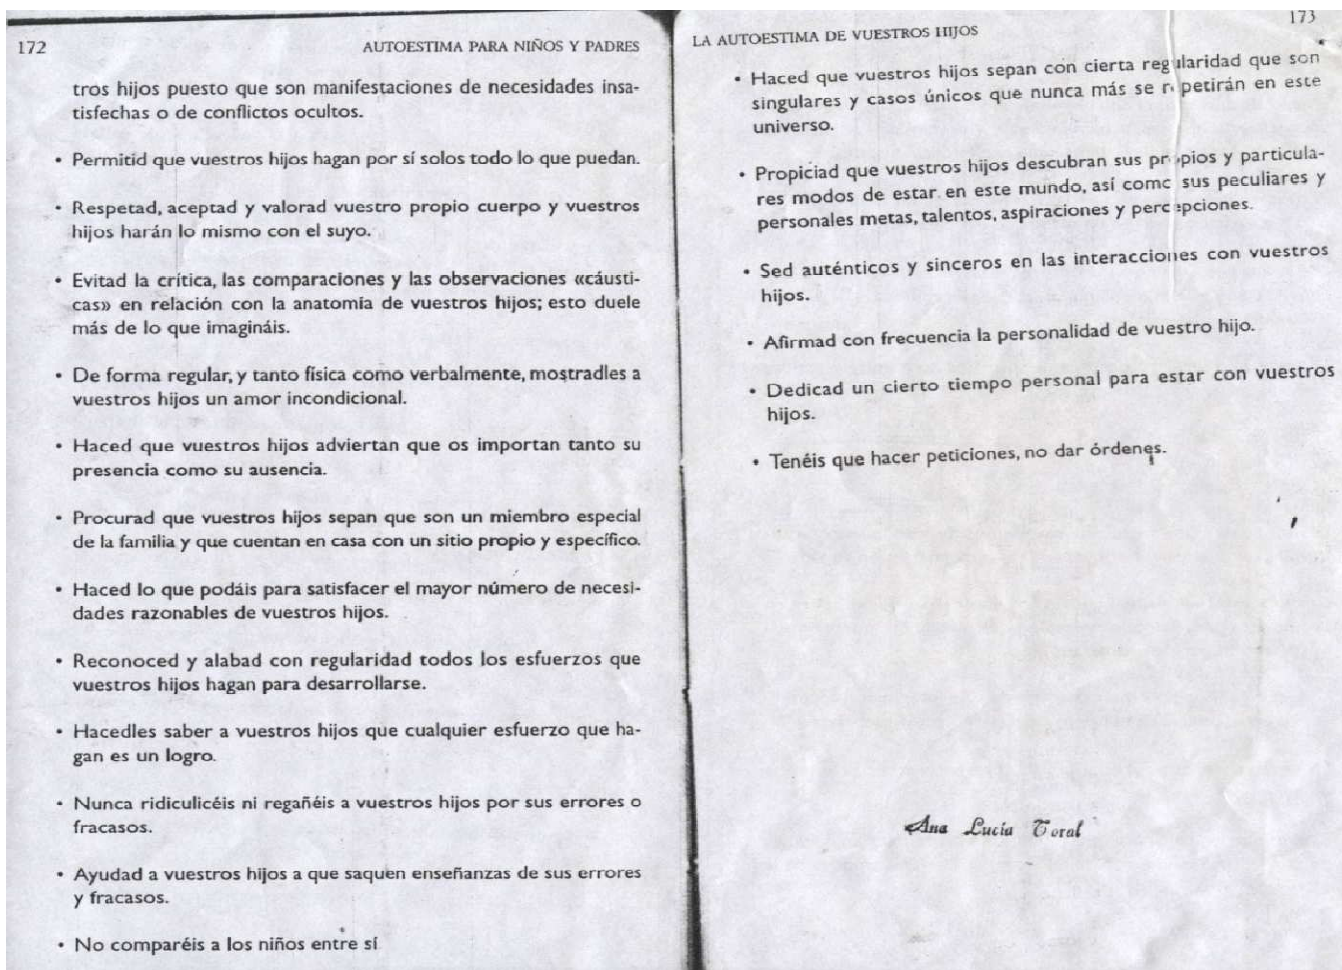 172
AUTOESTIMA PARA NIÑOS Y PADRES
tros hijos puesto que son manifestaciones de necesidades insa-
tisfechas o de conflictos ocultos.
• Permitid que vuestros hijos hagan por sí solos todo lo que puedan.
• Respetad, aceptad y valorad vuestro propio cuerpo y vuestros
hijos harán lo mismo con el suyo.
• Evitad la crítica, las comparaciones y las observaciones «cáusti-
cas» en relación con la anatomia de vuestros hijos; esto duele
más de lo que imagináis.
• De forma regular, y tanto física como verbalmente, mostradles a
vuestros hijos un amor incondicional.
• Haced que vuestros hijos adviertan que os importan tanto su
presencia como su ausencia.
• Procurad que vuestros hijos sepan que son un miembro especial
de la familia y que cuentan en casa con un sitio propio y específico.
• Haced lo que podáis para satisfacer el mayor número de necesi-
dades razonables de vuestros hijos.
• Reconoced y alabad con regularidad todos los esfuerzos que
vuestros hijos hagan para desarrollarse.
• Hacedles saber a vuestros hijos que cualquier esfuerzo que ha-
gan es un logro.
• Nunca ridiculicéis ni regañéis a vuestros hijos por sus errores o
fracasos.
• Ayudad a vuestros hijos a que saquen enseñanzas de sus errores
y fracasos.
• No comparéis a los niños entre sí
173
LA AUTOESTIMA DE VUESTROS HIJOS
• Haced que vuestros hijos sepan con cierta regularidad que son
singulares y casos únicos que nunca más se repetirán en este
universo.
• Propiciad que vuestros hijos descubran sus propios y particula-
res modos de estar en este mundo, así como sus peculiares y
personales metas, talentos, aspiraciones y percepciones.
• Sed auténticos y sinceros en las interacciones con vuestros
hijos.
• Afirmad con frecuencia la personalidad de vuestro hijo.
• Dedicad un cierto tiempo personal para estar con vuestros
hijos.
• Tenéis que hacer peticiones, no dar órdenes.
Ana Lucia Toral